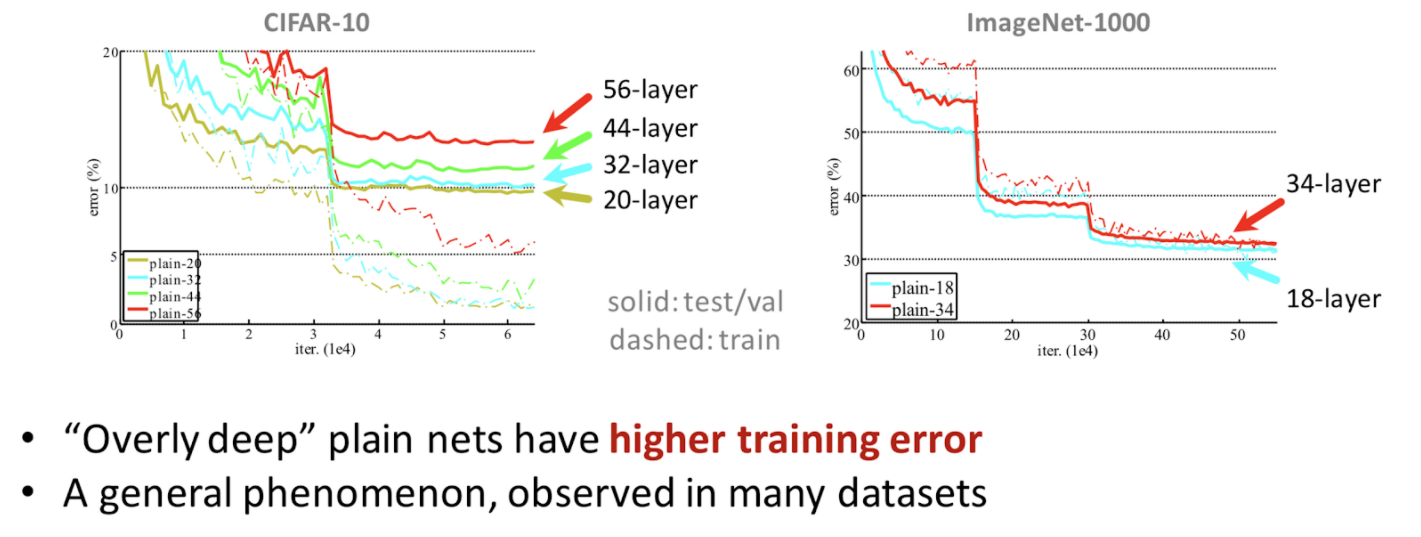 CIFAR-10
20
10
5
0
error (%)
0
1
2
3
4
5
6
iter. (1e4)
plain-20
plain-32
plain-44
plain-56
56-layer
44-layer
32-layer
20-layer
solid: test/val
dashed: train
ImageNet-1000
60
50
40
30
20
error (%)
0
10
20
30
40
50
iter. (1e4)
plain-18
plain-34
34-layer
18-layer
• “Overly deep” plain nets have higher training error
• A general phenomenon, observed in many datasets